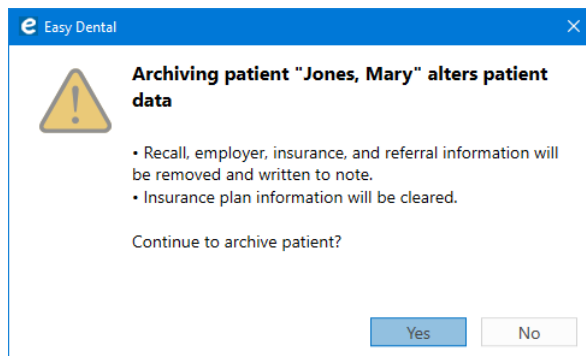 Easy Dental
Archiving patient "Jones, Mary" alters patient
data
• Recall, employer, insurance, and referral information will
be removed and written to note.
• Insurance plan information will be cleared.
Continue to archive patient?
Yes No